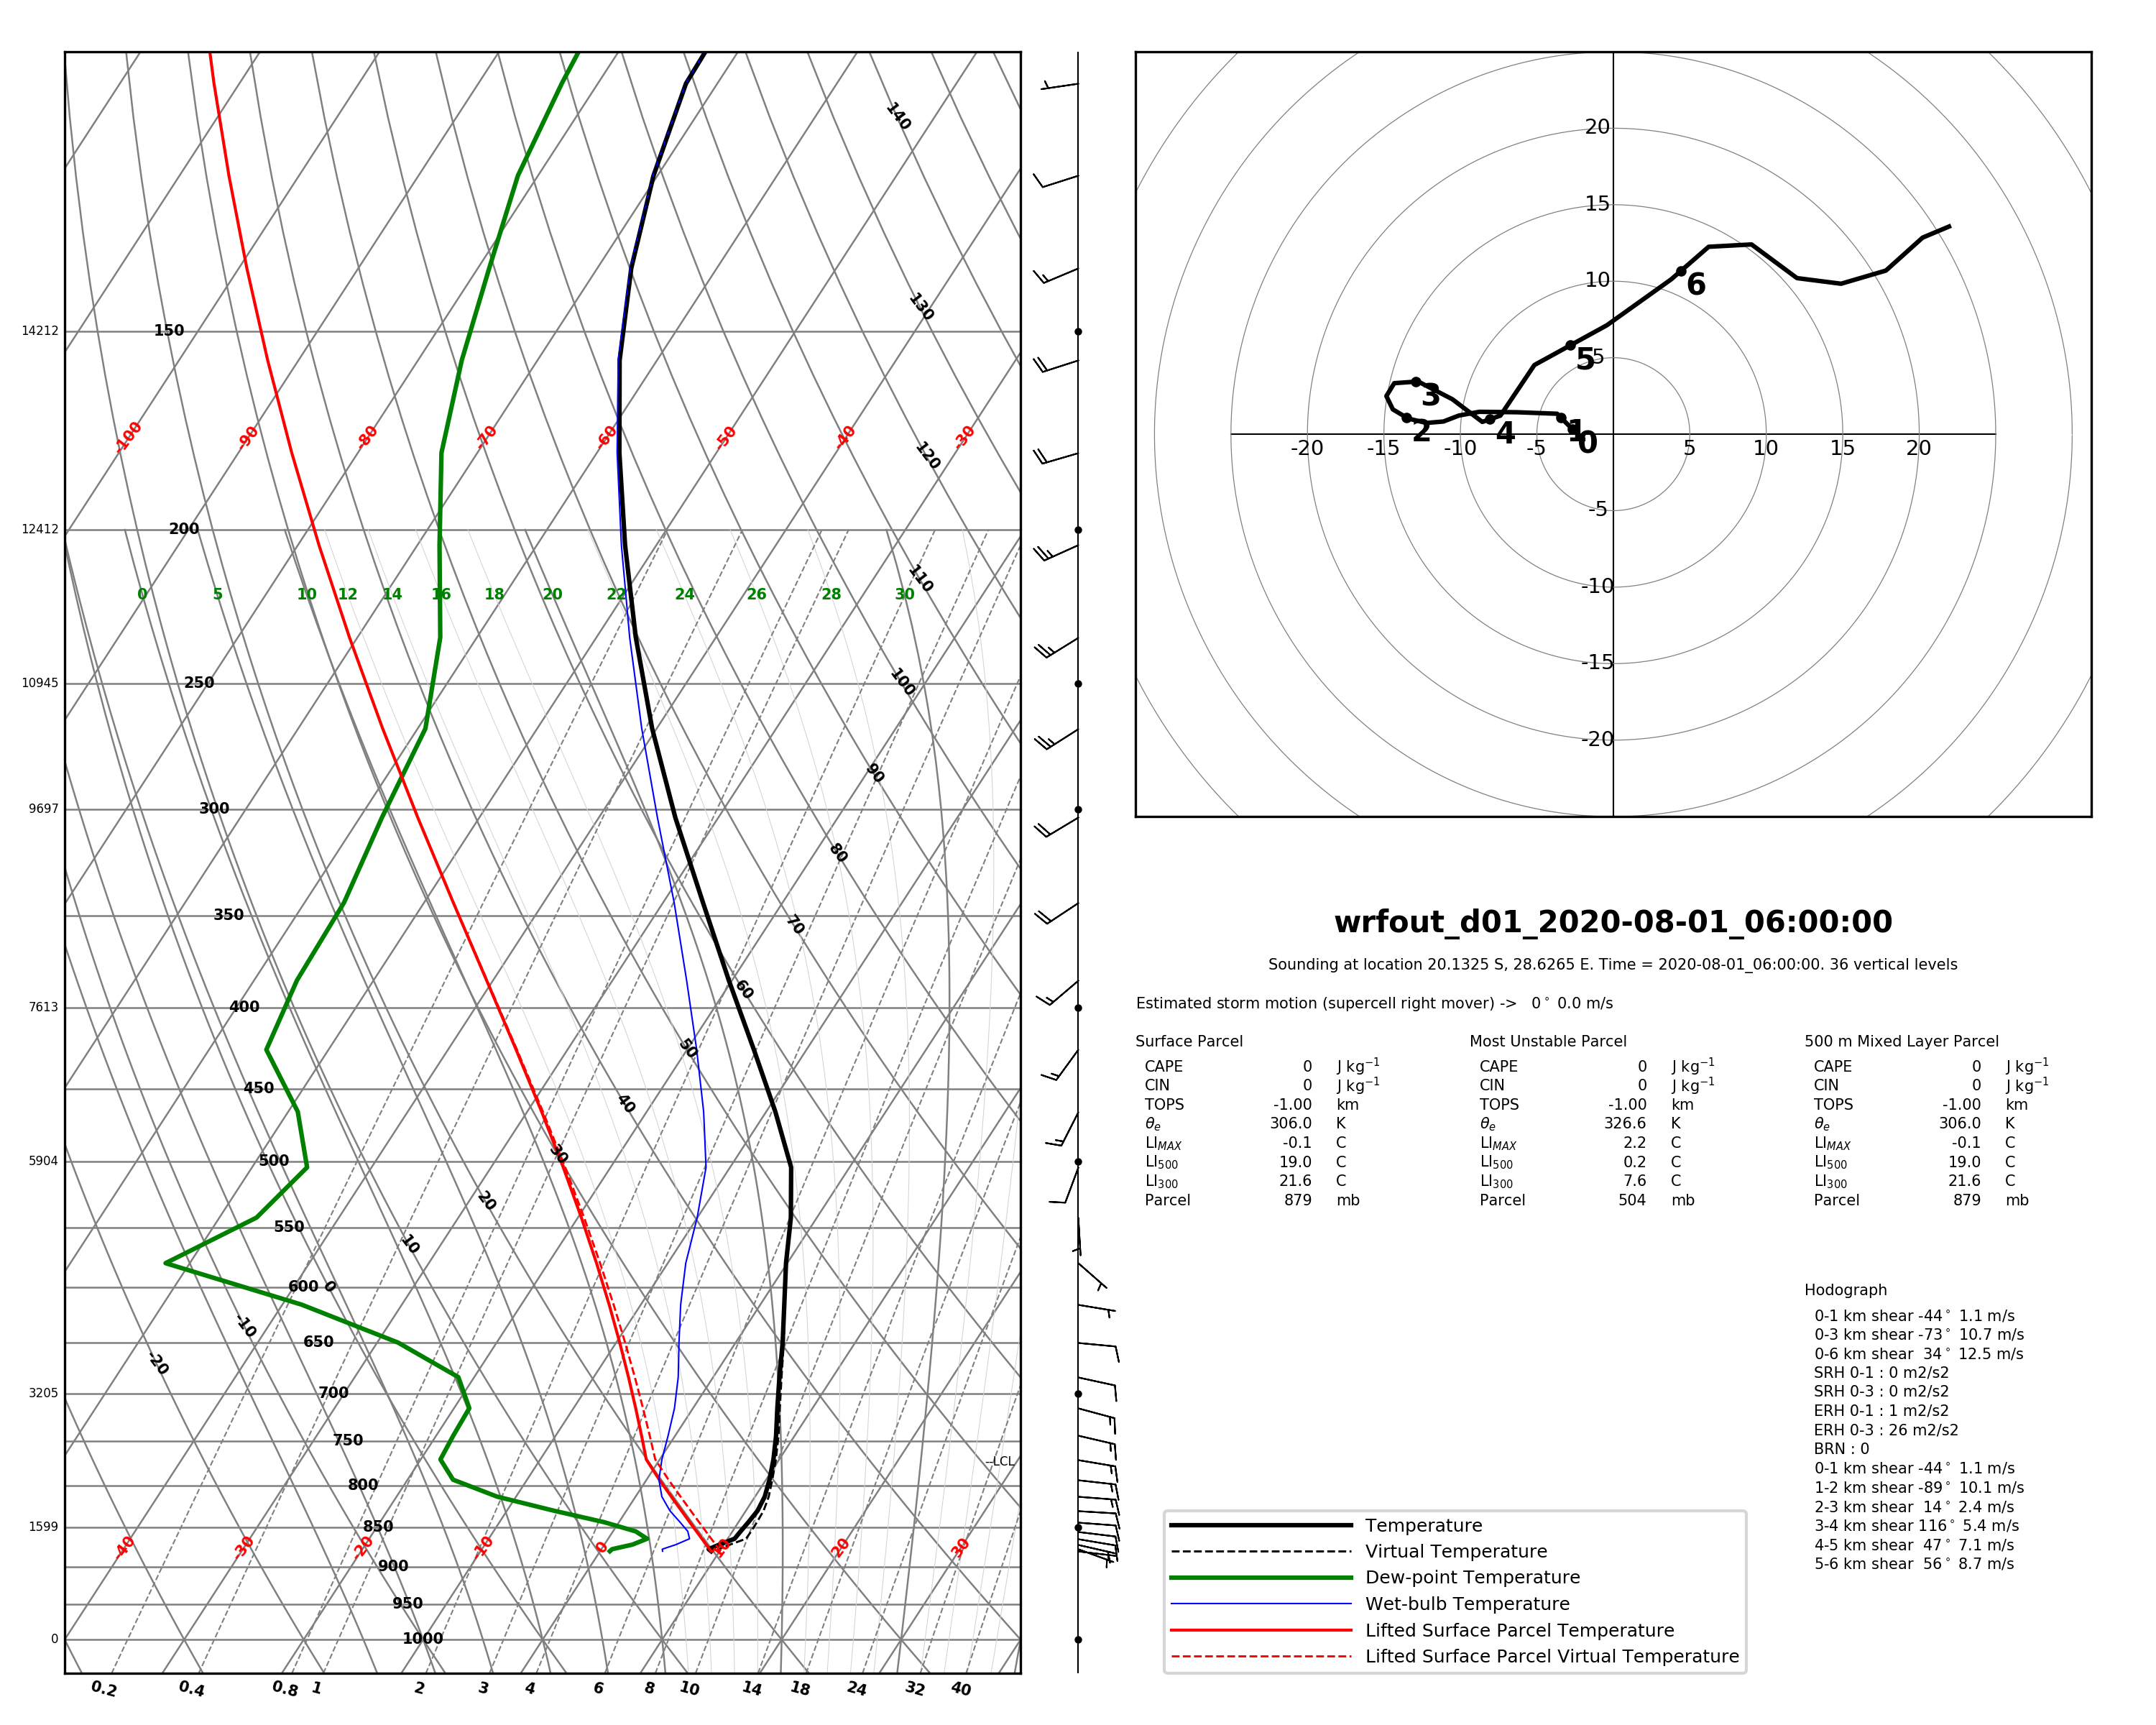 140
130
14212 150
-100 -90 -80 -70 -60 -50 -40 -30
120
12412 200
110
0 5 10 12 14 16 18 20 22 24 26 28 30
10945 250
100
90
9697 300
80
350
70
60
7613 400
50
450
40
30
5904 500
20
550
10
600 0
-10
650
-20
3205 700
750
--LCL
800
1599 850
-40 -30 -20 -10 0 10 20 30
900
950
0 1000
0.2 0.4 0.8 1 2 3 4 6 8 10 14 18 24 32 40
20
15
10
6
5
5
3
2
4
1
0
-20 -15 -10 -5 5 10 15 20
-5
-10
-15
-20
wrfout_d01_2020-08-01_06:00:00
Sounding at location 20.1325 S, 28.6265 E. Time = 2020-08-01_06:00:00. 36 vertical levels
Estimated storm motion (supercell right mover) -> 0° 0.0 m/s
Surface Parcel
CAPE 0 J kg⁻¹
CIN 0 J kg⁻¹
TOPS -1.00 km
θₑ 306.0 K
LI_MAX -0.1 C
LI₅₀₀ 19.0 C
LI₃₀₀ 21.6 C
Parcel 879 mb
Most Unstable Parcel
CAPE 0 J kg⁻¹
CIN 0 J kg⁻¹
TOPS -1.00 km
θₑ 326.6 K
LI_MAX 2.2 C
LI₅₀₀ 0.2 C
LI₃₀₀ 7.6 C
Parcel 504 mb
500 m Mixed Layer Parcel
CAPE 0 J kg⁻¹
CIN 0 J kg⁻¹
TOPS -1.00 km
θₑ 306.0 K
LI_MAX -0.1 C
LI₅₀₀ 19.0 C
LI₃₀₀ 21.6 C
Parcel 879 mb
Hodograph
0-1 km shear -44° 1.1 m/s
0-3 km shear -73° 10.7 m/s
0-6 km shear 34° 12.5 m/s
SRH 0-1 : 0 m2/s2
SRH 0-3 : 0 m2/s2
ERH 0-1 : 1 m2/s2
ERH 0-3 : 26 m2/s2
BRN : 0
0-1 km shear -44° 1.1 m/s
1-2 km shear -89° 10.1 m/s
2-3 km shear 14° 2.4 m/s
3-4 km shear 116° 5.4 m/s
4-5 km shear 47° 7.1 m/s
5-6 km shear 56° 8.7 m/s
Temperature
Virtual Temperature
Dew-point Temperature
Wet-bulb Temperature
Lifted Surface Parcel Temperature
Lifted Surface Parcel Virtual Temperature